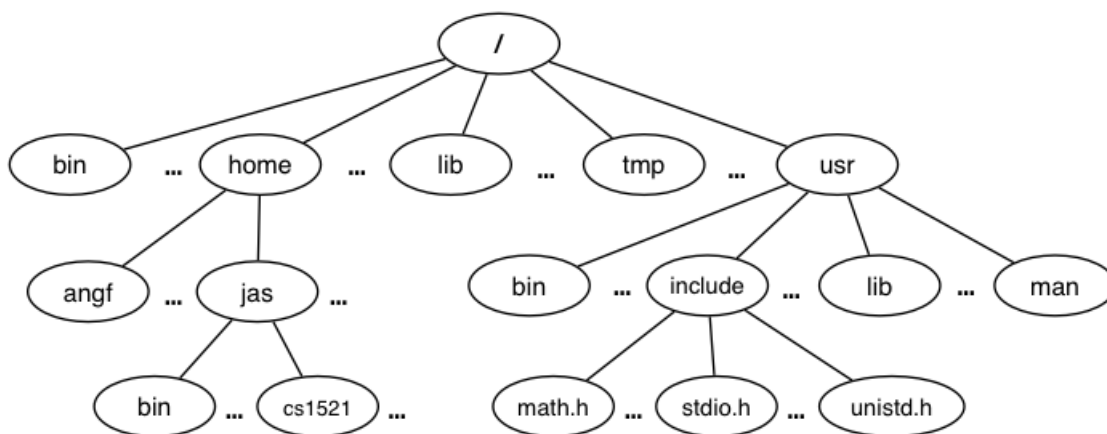 /
bin ... home ... lib ... tmp ... usr
angf ... jas ... bin ... include ... lib ... man
bin ... cs1521 ... math.h ... stdio.h ... unistd.h